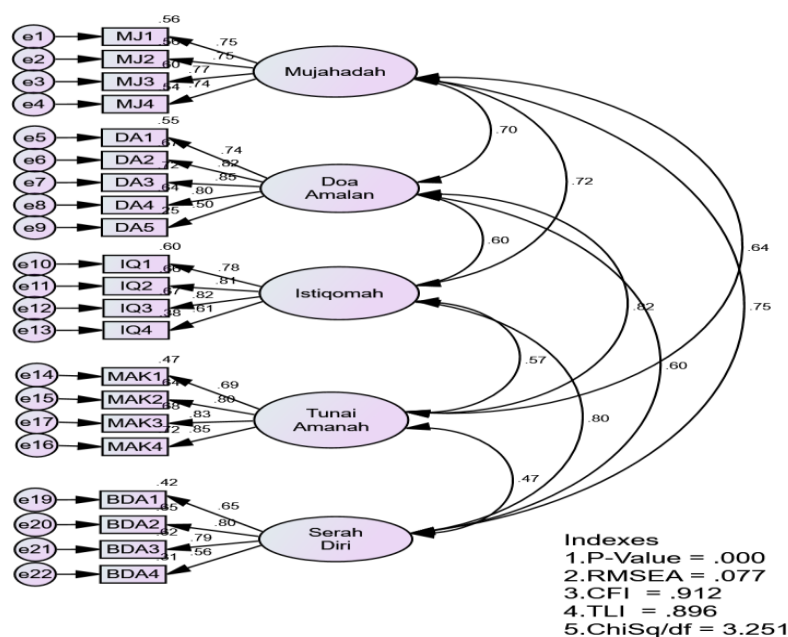 .56
e1 MJ1 .75
.56
e2 MJ2 .75
.60
e3 MJ3 .77
.54
e4 MJ4 .74
Mujahadah
.55
e5 DA1 .74
.67
e6 DA2 .82
.72
e7 DA3 .85
.64
e8 DA4 .80
.25
e9 DA5 .50
Doa
Amalan
.60
e10 IQ1 .78
.66
e11 IQ2 .81
.67
e12 IQ3 .82
.38
e13 IQ4 .61
Istiqomah
.47
e14 MAK1 .69
.64
e15 MAK2 .80
.68
e17 MAK3 .83
.72
e16 MAK4 .85
Tunai
Amanah
.42
e19 BDA1 .65
.65
e20 BDA2 .80
.62
e21 BDA3 .79
.31
e22 BDA4 .56
Serah
Diri
.70
.72
.60
.64
.82
.75
.57
.60
.80
.47
Indexes
1.P-Value = .000
2.RMSEA = .077
3.CFI = .912
4.TLI = .896
5.ChiSq/df = 3.251